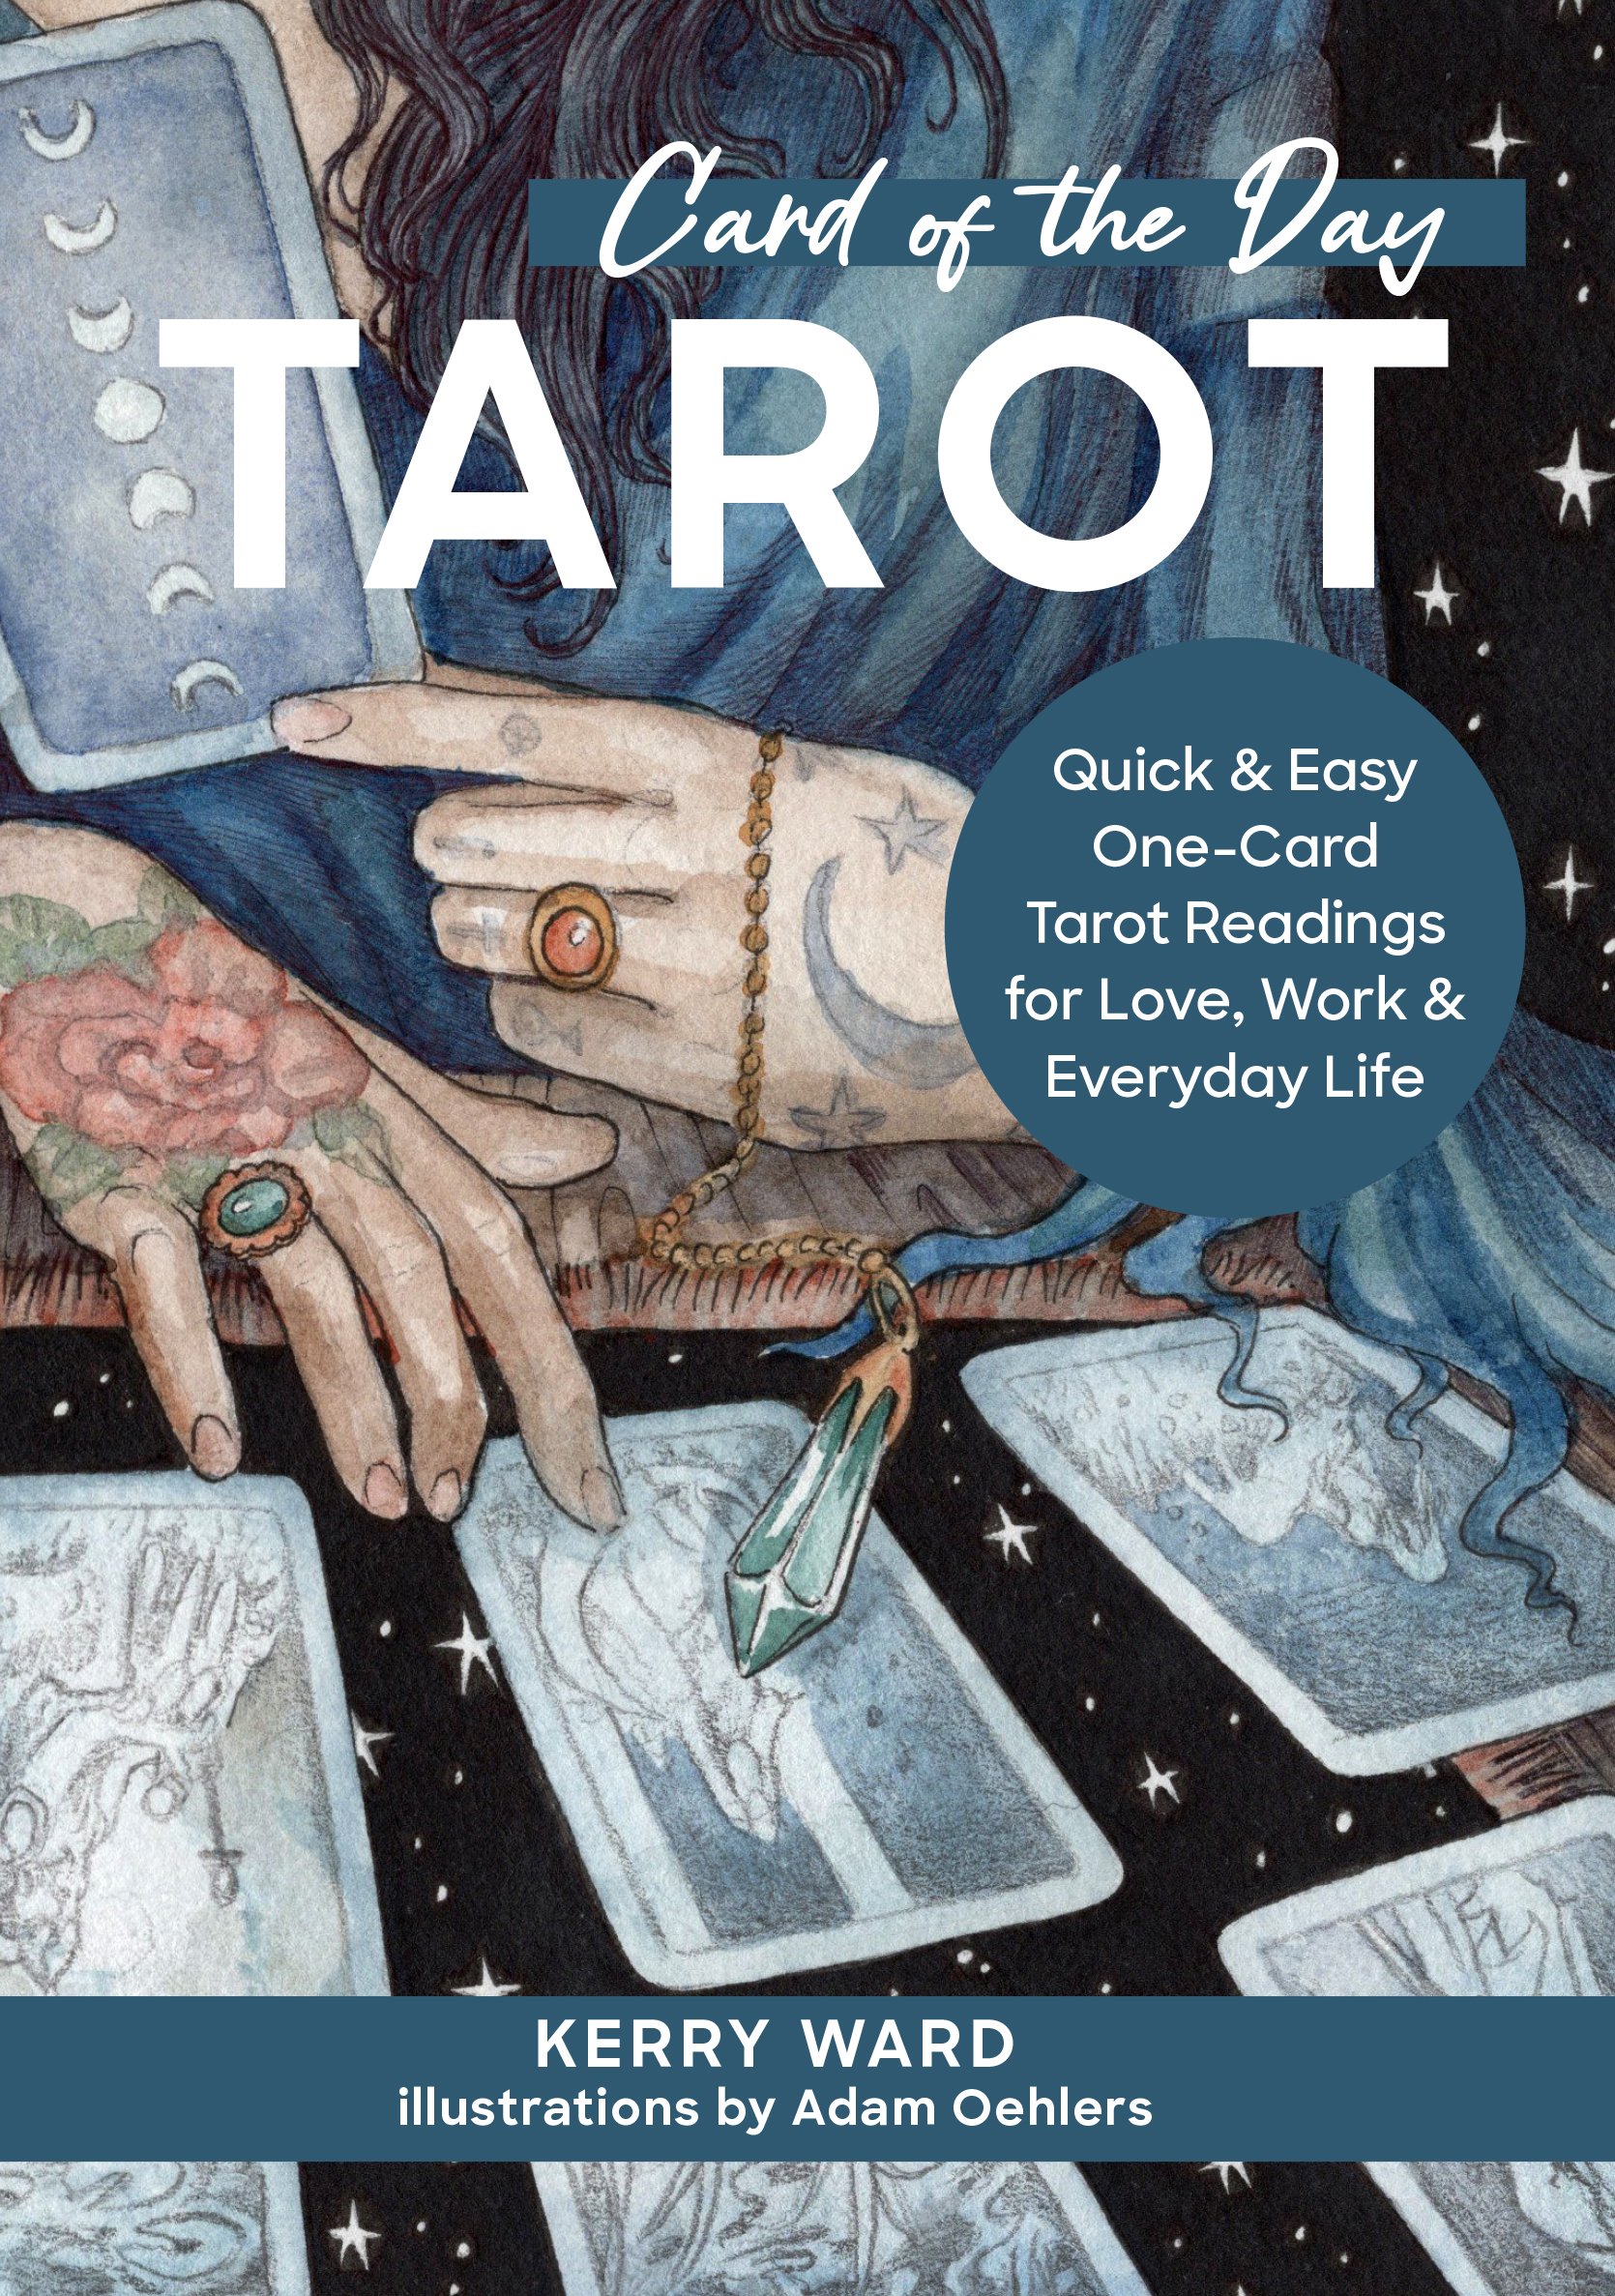 Card of the Day
TAROT
Quick & Easy
One-Card
Tarot Readings
for Love, Work &
Everyday Life
KERRY WARD
illustrations by Adam Oehlers